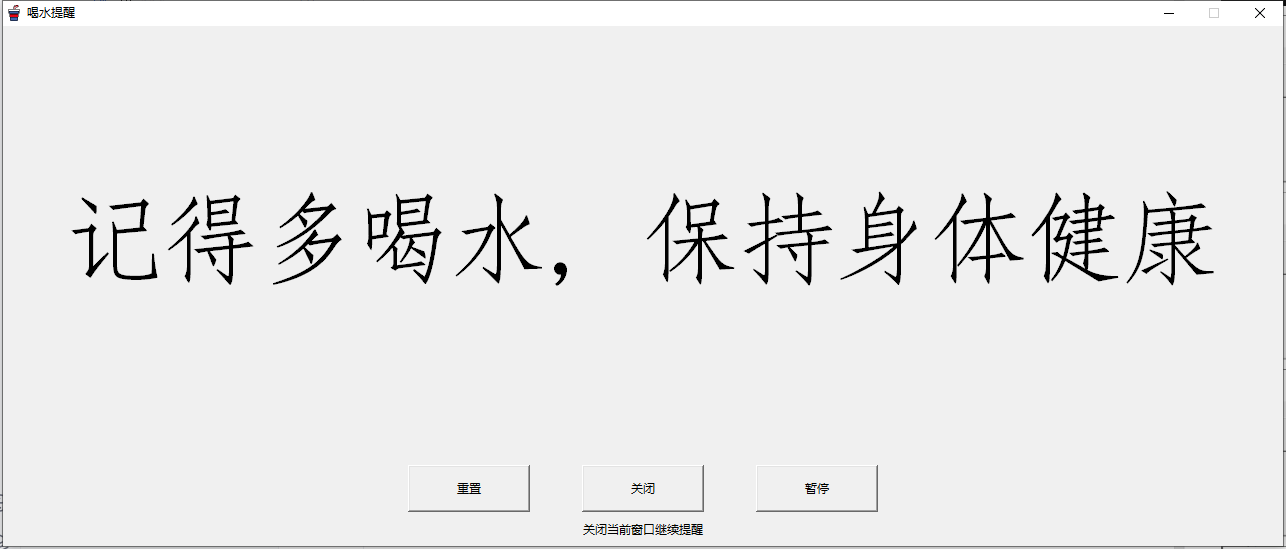 喝水提醒
记得多喝水，保持身体健康
重置
关闭
暂停
关闭当前窗口继续提醒